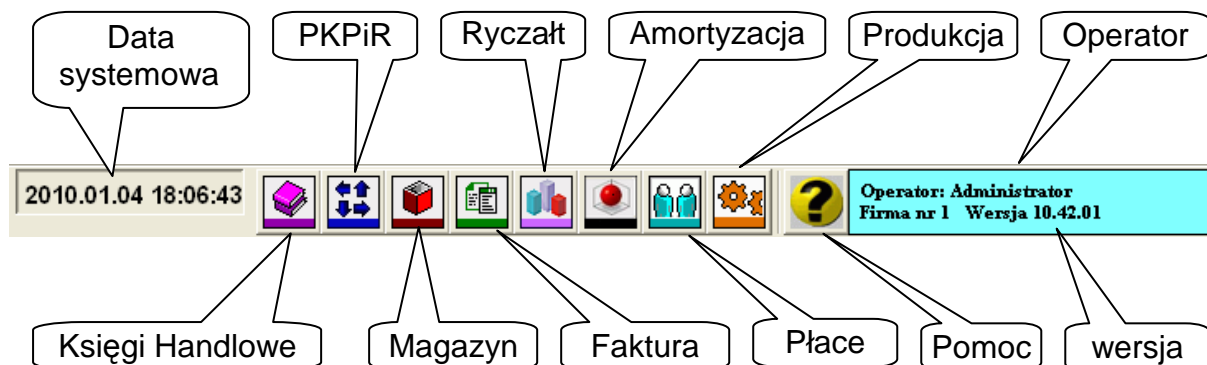 Data
systemowa
PKPiR
Ryczałt
Amortyzacja
Produkcja
Operator
2010.01.04 18:06:43
?
Operator: Administrator
Firma nr 1 Wersja 10.42.01
Księgi Handlowe
Magazyn
Faktura
Płace
Pomoc
wersja